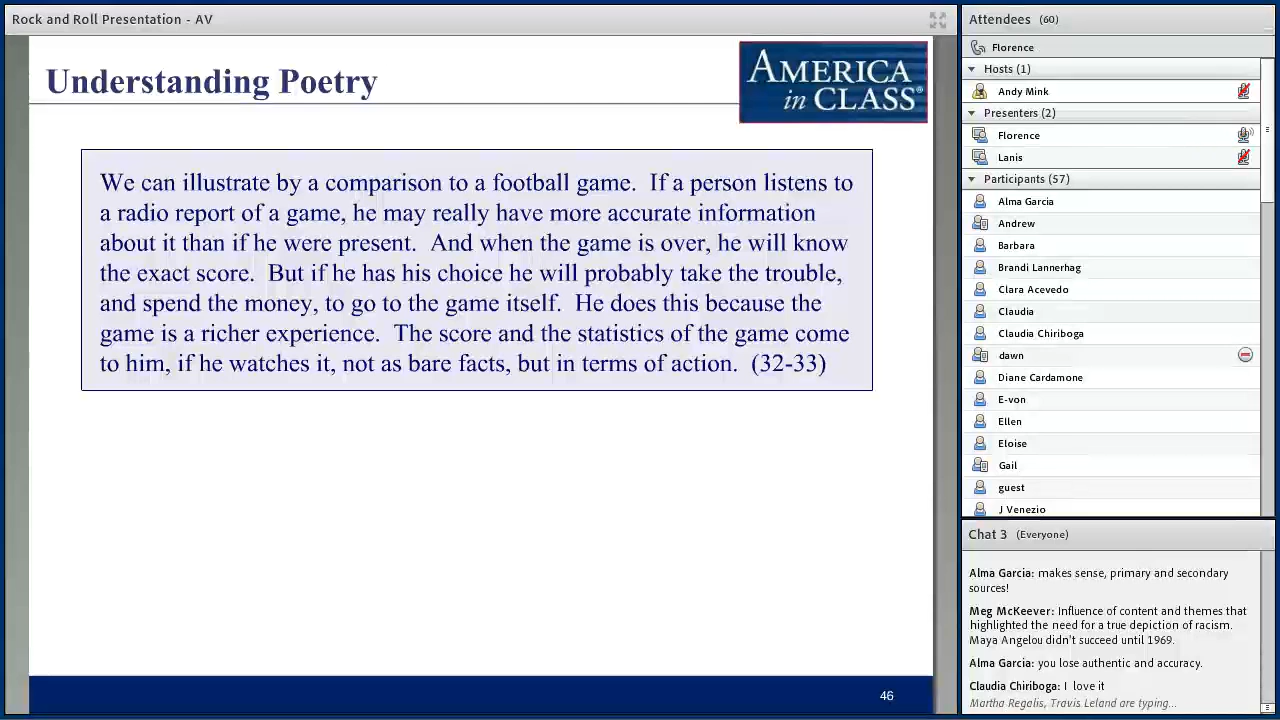 Rock and Roll Presentation - AV
Understanding Poetry
AMERICA
in CLASS®
We can illustrate by a comparison to a football game. If a person listens to
a radio report of a game, he may really have more accurate information
about it than if he were present. And when the game is over, he will know
the exact score. But if he has his choice he will probably take the trouble,
and spend the money, to go to the game itself. He does this because the
game is a richer experience. The score and the statistics of the game come
to him, if he watches it, not as bare facts, but in terms of action. (32-33)
46
Attendees (60)
Florence
Hosts (1)
Andy Mink
Presenters (2)
Florence
Lanis
Participants (57)
Alma Garcia
Andrew
Barbara
Brandi Lannerhag
Clara Acevedo
Claudia
Claudia Chiriboga
dawn
Diane Cardamone
E-von
Ellen
Eloise
Gail
guest
J Venezio
Chat 3 (Everyone)
Alma Garcia: makes sense, primary and secondary
sources!
Meg McKeever: Influence of content and themes that
highlighted the need for a true depiction of racism.
Maya Angelou didn't succeed until 1969.
Alma Garcia: you lose authentic and accuracy.
Claudia Chiriboga: I love it
Martha Regalis, Travis Leland are typing...